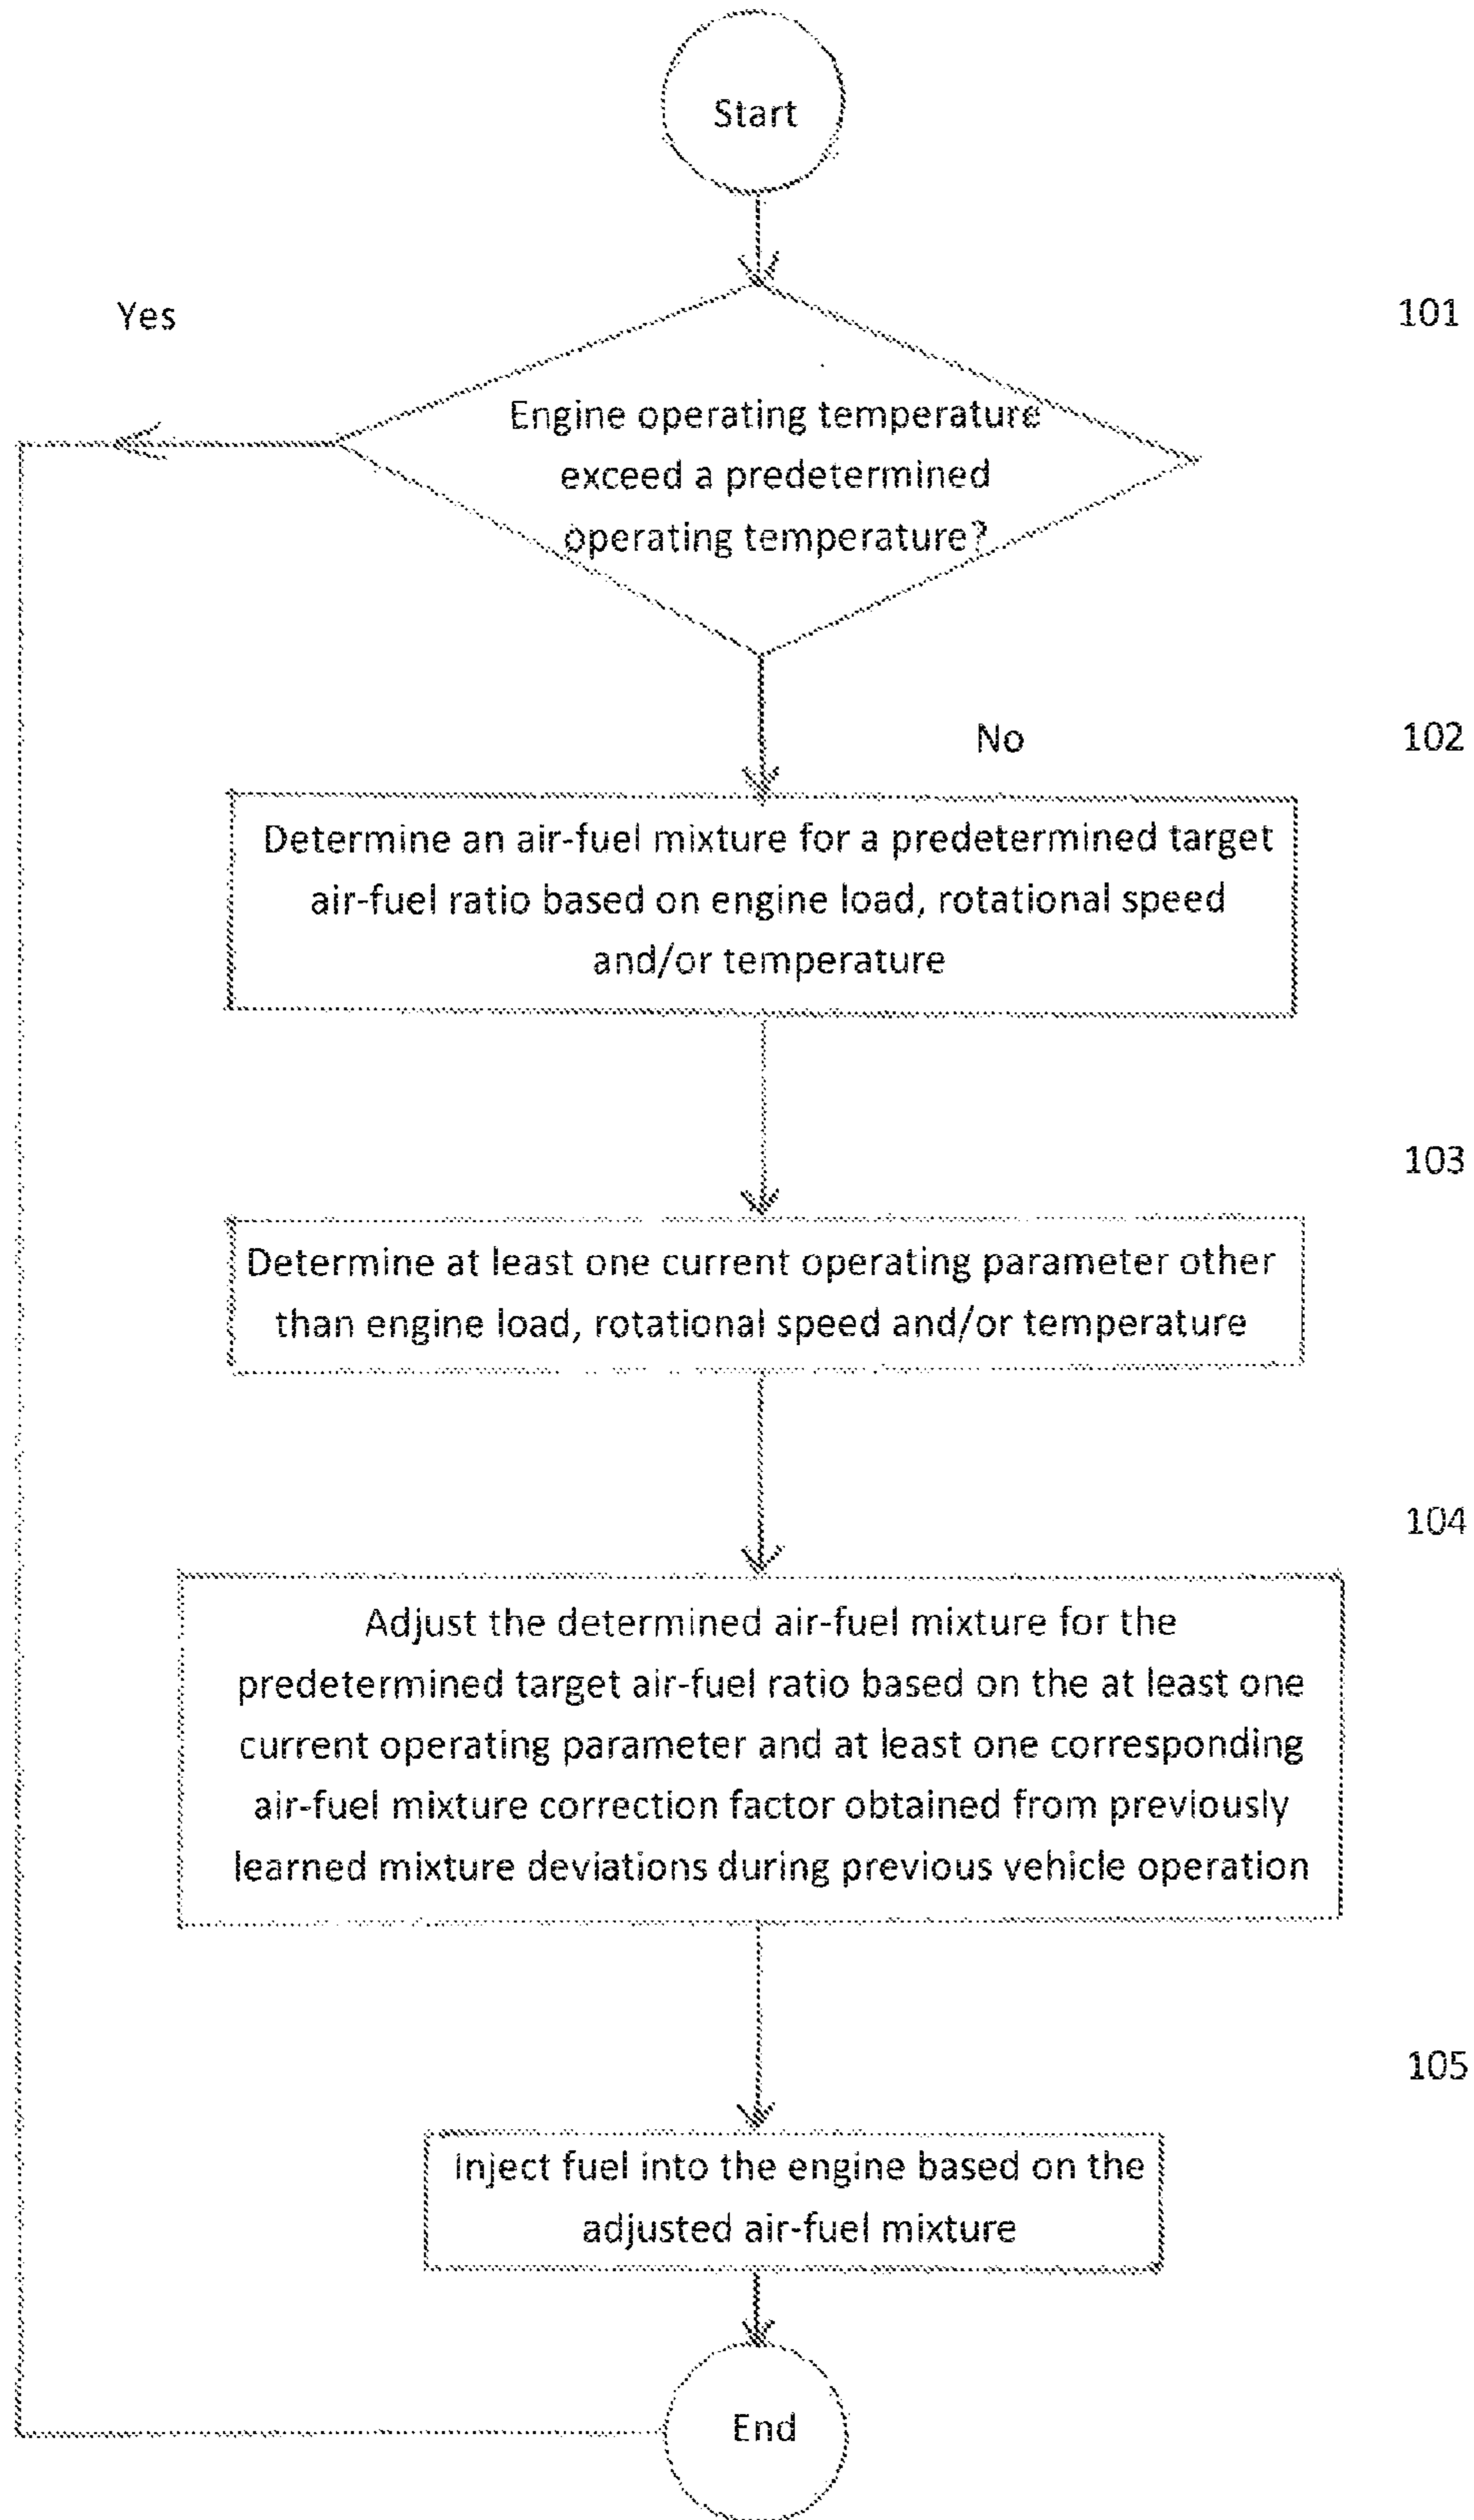 Start
Yes
101
Engine operating temperature
exceed a predetermined
operating temperature?
No
102
Determine an air-fuel mixture for a predetermined target
air-fuel ratio based on engine load, rotational speed
and/or temperature
103
Determine at least one current operating parameter other
than engine load, rotational speed and/or temperature
104
Adjust the determined air-fuel mixture for the
predetermined target air-fuel ratio based on the at least one
current operating parameter and at least one corresponding
air-fuel mixture correction factor obtained from previously
learned mixture deviations during previous vehicle operation
105
Inject fuel into the engine based on the
adjusted air-fuel mixture
End